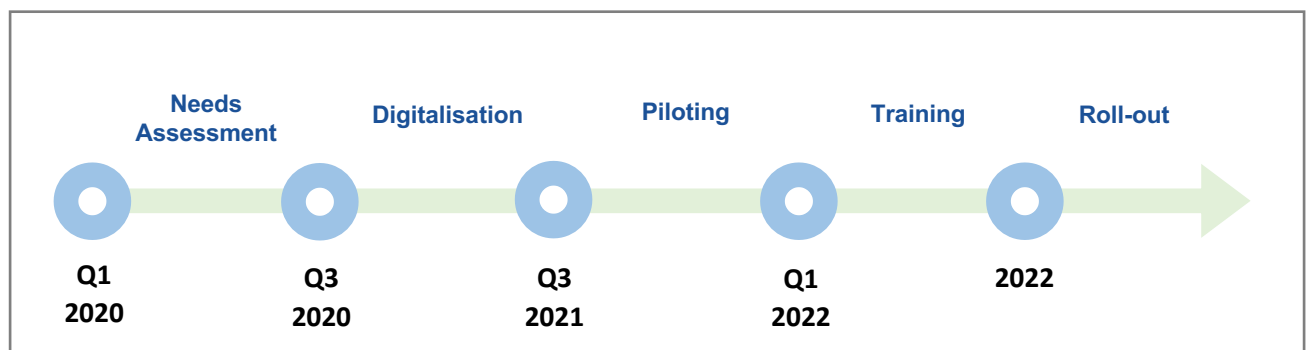 Needs
Assessment
Digitalisation
Piloting
Training
Roll-out
Q1
2020
Q3
2020
Q3
2021
Q1
2022
2022